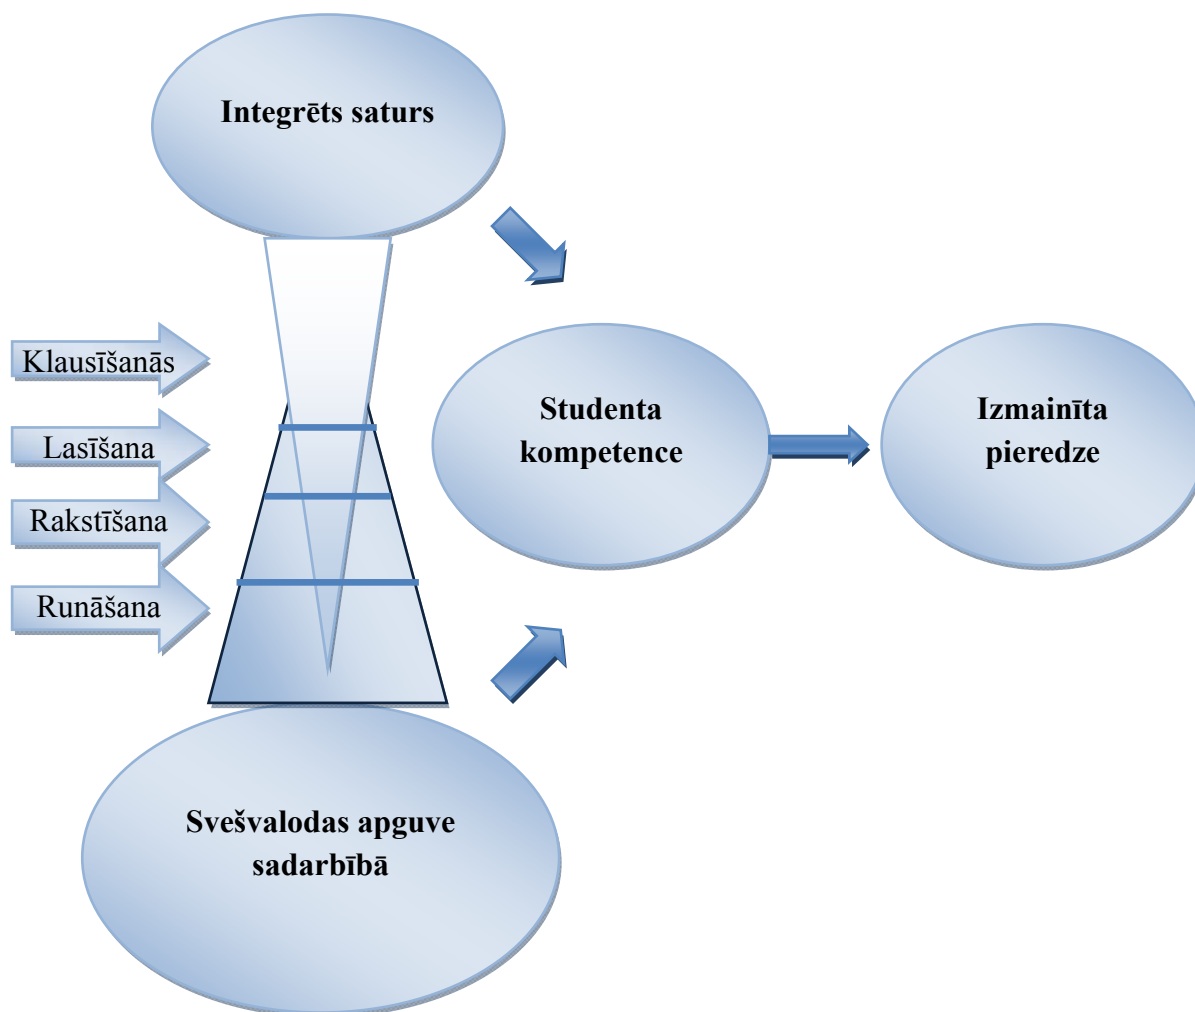 Integrēts saturs
Klausīšanās
Lasīšana
Rakstīšana
Runāšana
Studenta
kompetence
Izmainīta
pieredze
Svešvalodas apguve
sadarbībā